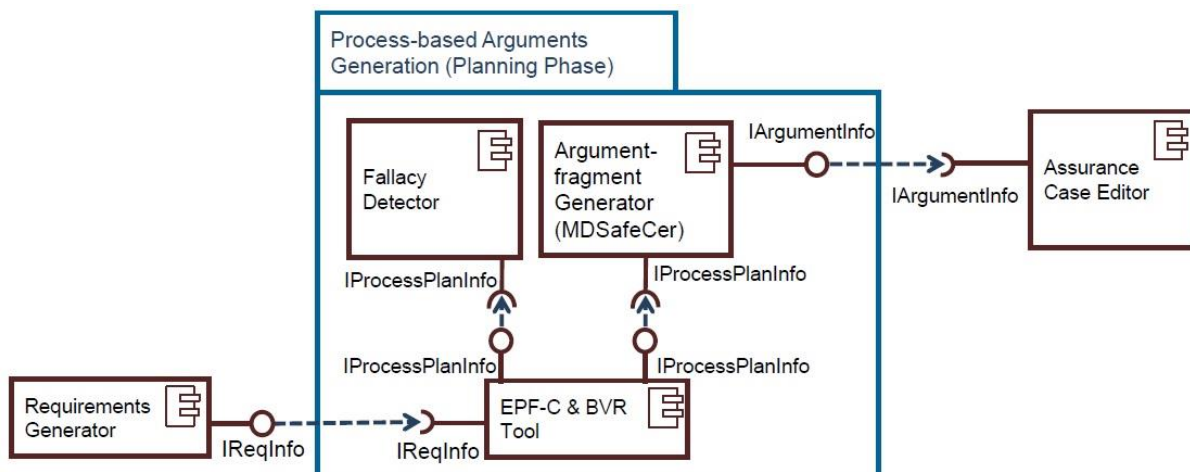 Process-based Arguments
Generation (Planning Phase)
Fallacy
Detector
Argument-
fragment
Generator
(MDSafeCer)
IArgumentInfo
IArgumentInfo
Assurance
Case Editor
IProcessPlanInfo
IProcessPlanInfo
IProcessPlanInfo
IProcessPlanInfo
Requirements
Generator
IReqInfo
IReqInfo
EPF-C & BVR
Tool